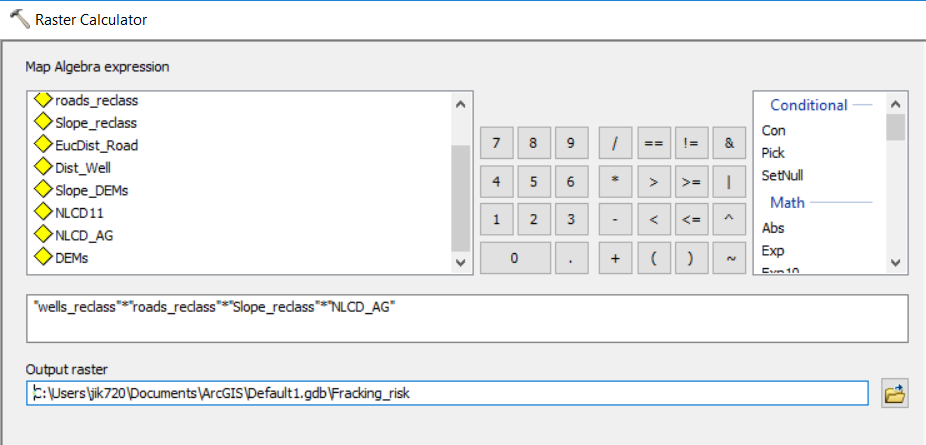 Raster Calculator
Map Algebra expression
roads_reclass
Slope_reclass
EucDist_Road
Dist_Well
Slope_DEMs
NLCD11
NLCD_AG
DEMs
7 8 9 / == != &
4 5 6 * > >= |
1 2 3 - < <= ^
0 . + ( ) ~
Conditional
Con
Pick
SetNull
Math
Abs
Exp
Exp10
"wells_reclass"*"roads_reclass"*"Slope_reclass"*"NLCD_AG"
Output raster
C:\Users\jik720\Documents\ArcGIS\Default1.gdb\Fracking_risk